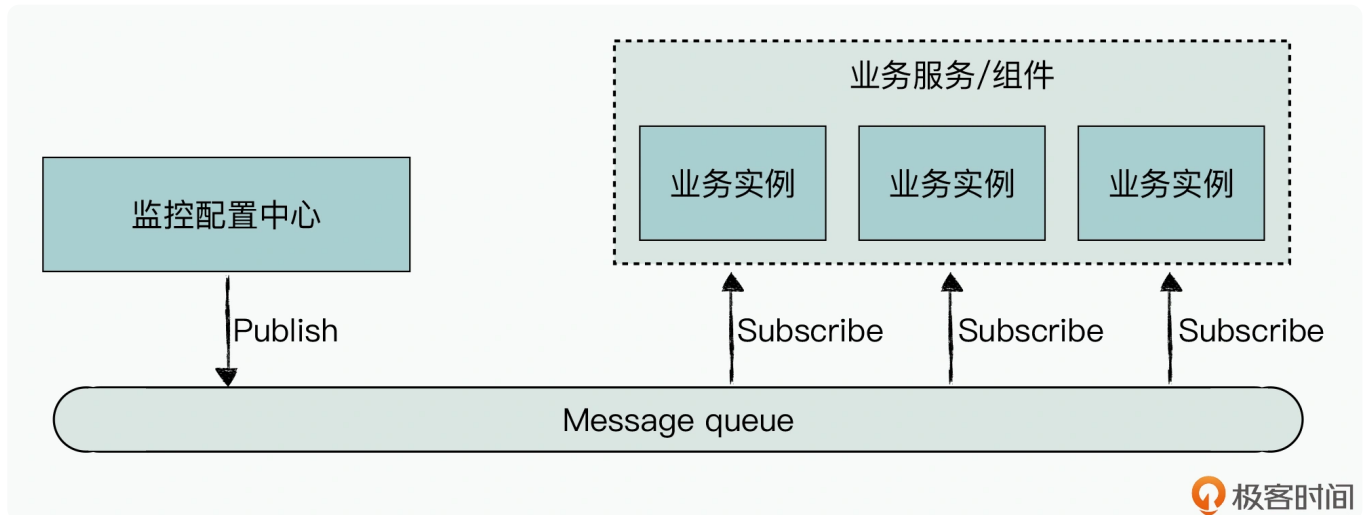 业务服务/组件
业务实例
业务实例
业务实例
监控配置中心
Publish
Subscribe
Subscribe
Subscribe
Message queue
极客时间